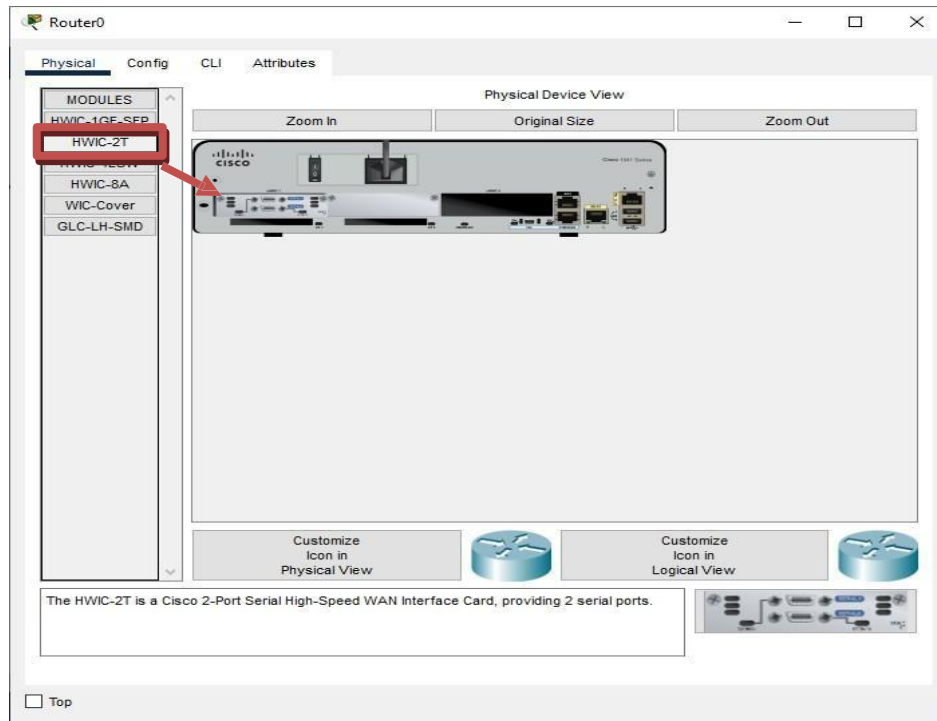 Router0
Physical Config CLI Attributes
MODULES
HWIC-1GE-SFP
HWIC-2T
HWIC-8A
WIC-Cover
GLC-LH-SMD
Physical Device View
Zoom In Original Size Zoom Out
CISCO
Customize
Icon in
Physical View
Customize
Icon in
Logical View
The HWIC-2T is a Cisco 2-Port Serial High-Speed WAN Interface Card, providing 2 serial ports.
Top